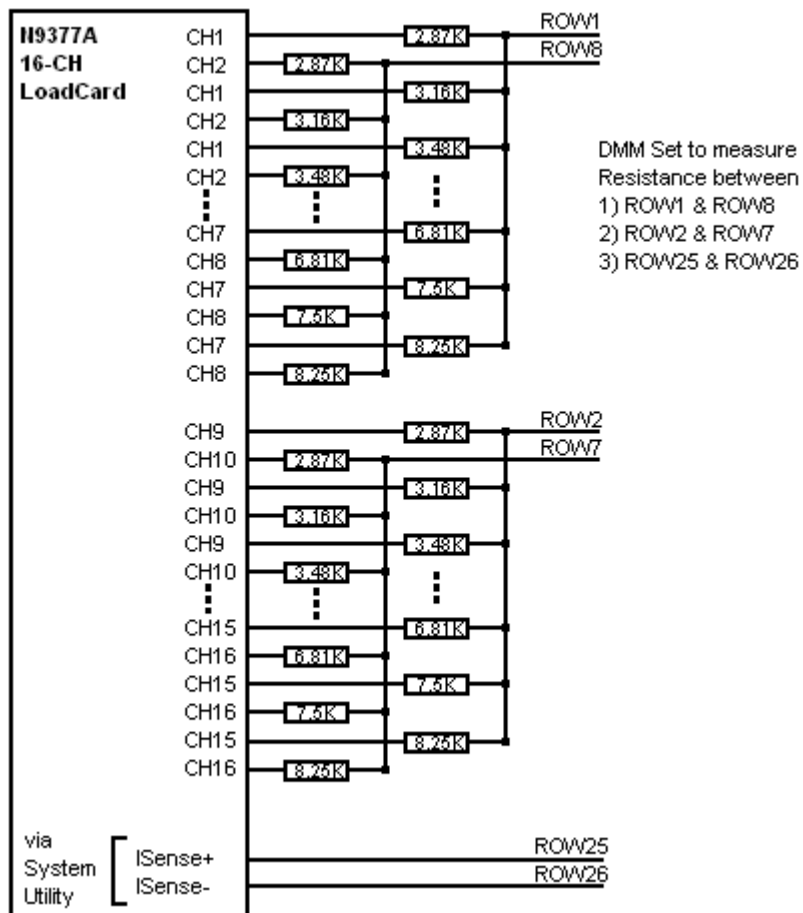 N9377A
16-CH
LoadCard
CH1 2.87K ROW1
CH2 2.87K ROW8
CH1 3.16K
CH2 3.16K
CH1 3.48K
CH2 3.48K
CH7 6.81K
CH8 6.81K
CH7 7.5K
CH8 7.5K
CH7 8.25K
CH8 8.25K
DMM Set to measure
Resistance between
1) ROW1 & ROW8
2) ROW2 & ROW7
3) ROW25 & ROW26
CH9 2.87K ROW2
CH10 2.87K ROW7
CH9 3.16K
CH10 3.16K
CH9 3.48K
CH10 3.48K
CH15 6.81K
CH16 6.81K
CH15 7.5K
CH16 7.5K
CH15 8.25K
CH16 8.25K
via
System
Utility
ISense+ ROW25
ISense- ROW26